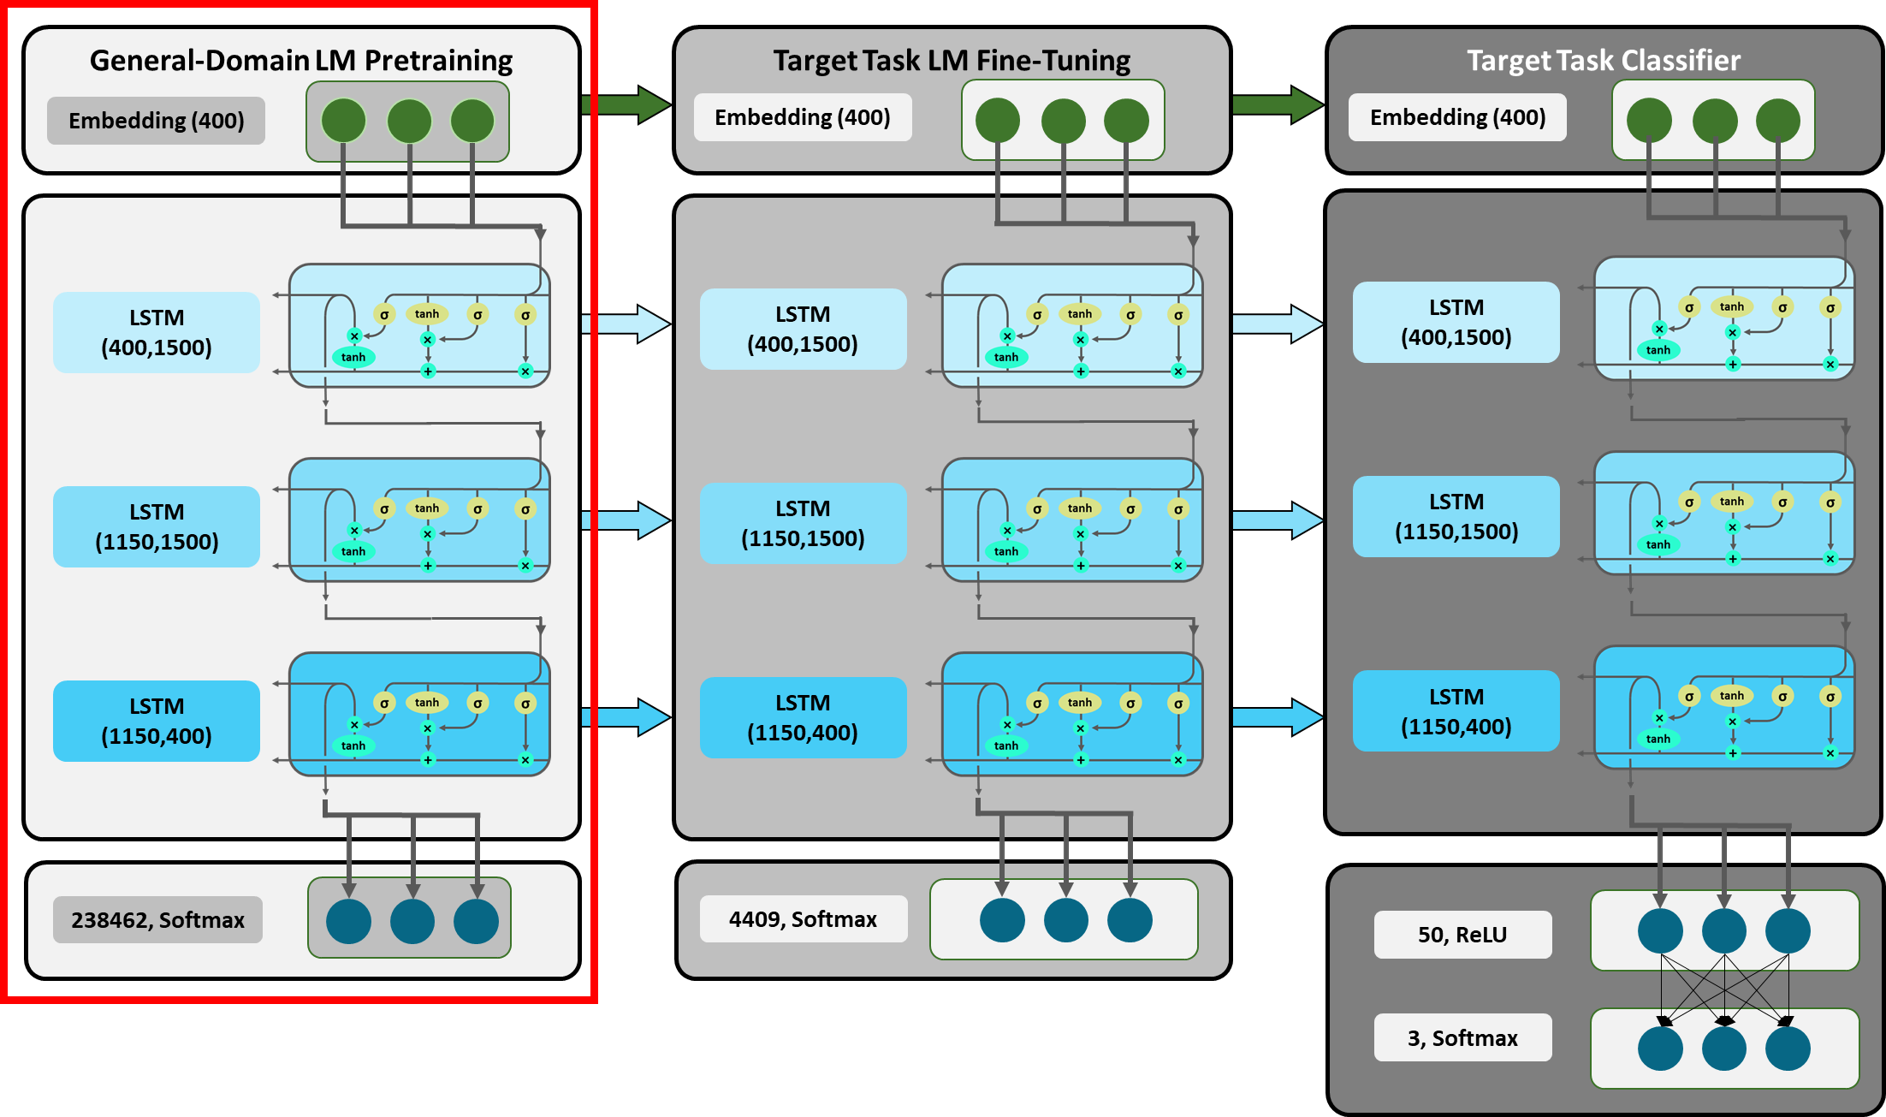 General-Domain LM Pretraining
Embedding (400)
LSTM
(400,1500)
σ tanh σ σ
×
×
tanh
+ ×
LSTM
(1150,1500)
σ tanh σ σ
×
×
tanh
+ ×
LSTM
(1150,400)
σ tanh σ σ
×
×
tanh
+ ×
238462, Softmax
Target Task LM Fine-Tuning
Embedding (400)
LSTM
(400,1500)
σ tanh σ σ
×
×
tanh
+ ×
LSTM
(1150,1500)
σ tanh σ σ
×
×
tanh
+ ×
LSTM
(1150,400)
σ tanh σ σ
×
×
tanh
+ ×
4409, Softmax
Target Task Classifier
Embedding (400)
LSTM
(400,1500)
σ tanh σ σ
×
×
tanh
+ ×
LSTM
(1150,1500)
σ tanh σ σ
×
×
tanh
+ ×
LSTM
(1150,400)
σ tanh σ σ
×
×
tanh
+ ×
50, ReLU
3, Softmax